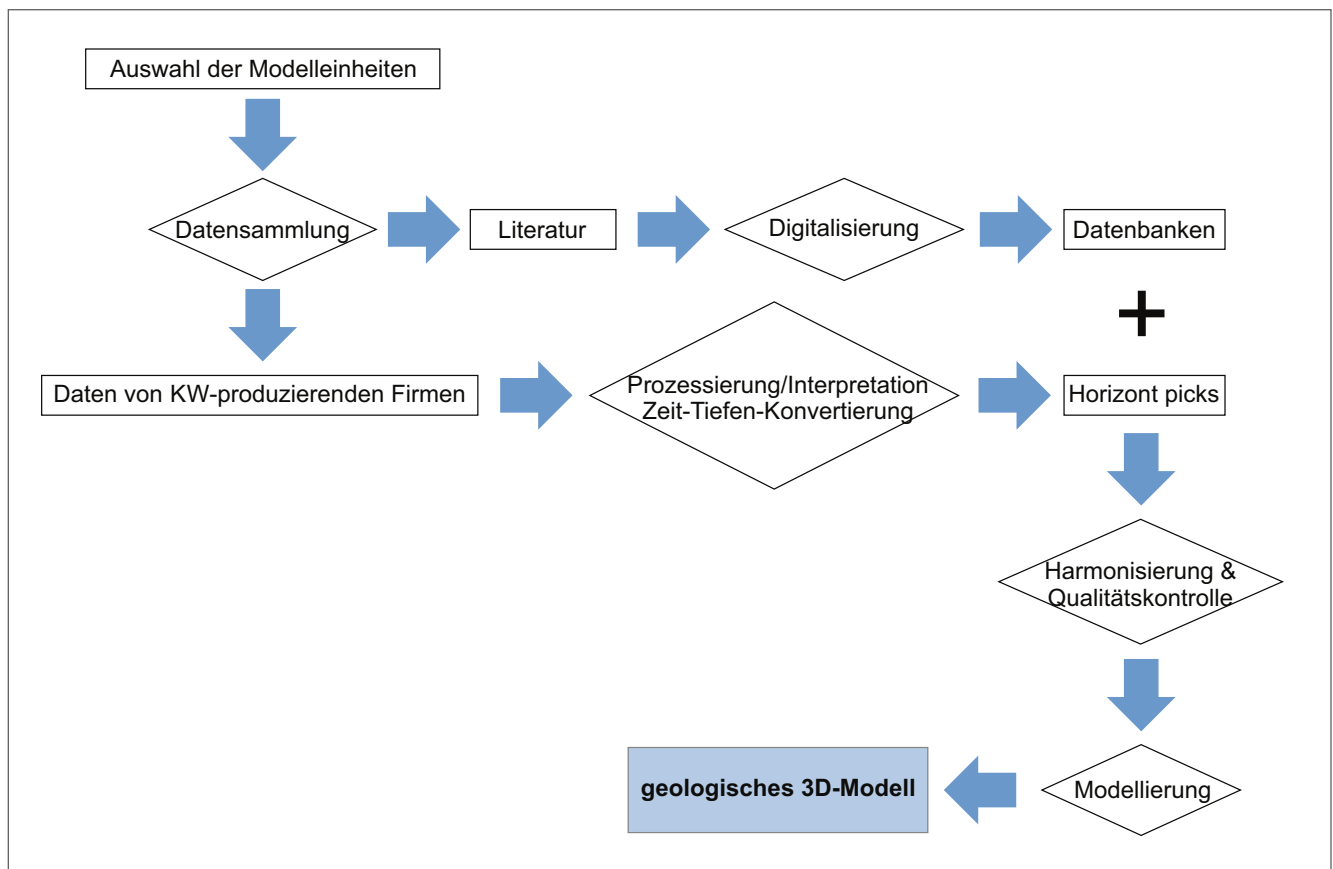 Auswahl der Modelleinheiten
Datensammlung
Literatur
Digitalisierung
Datenbanken
+
Daten von KW-produzierenden Firmen
Prozessierung/Interpretation
Zeit-Tiefen-Konvertierung
Horizont picks
Harmonisierung &
Qualitätskontrolle
Modellierung
geologisches 3D-Modell